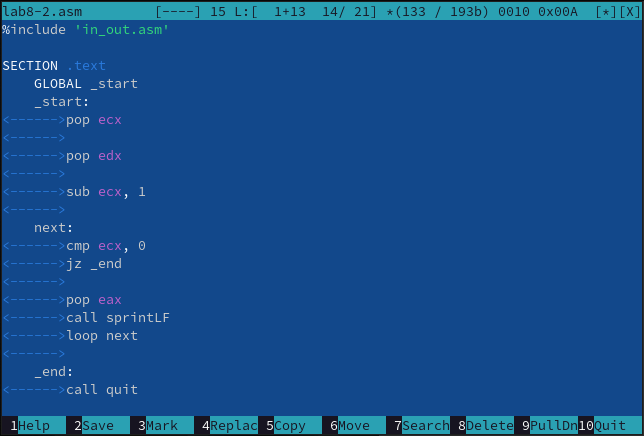 lab8-2.asm [----] 15 L:[ 1+13 14/ 21] *(133 / 193b) 0010 0x00A [*][X]
%include 'in_out.asm'
SECTION .text
GLOBAL _start
_start:
<------>pop ecx
<------>
<------>pop edx
<------>
<------>sub ecx, 1
<------>
next:
<------>cmp ecx, 0
<------>jz _end
<------>
<------>pop eax
<------>call sprintLF
<------>loop next
<------>
_end:
<------>call quit
1Help 2Save 3Mark 4Replac 5Copy 6Move 7Search 8Delete 9PullDn 10Quit